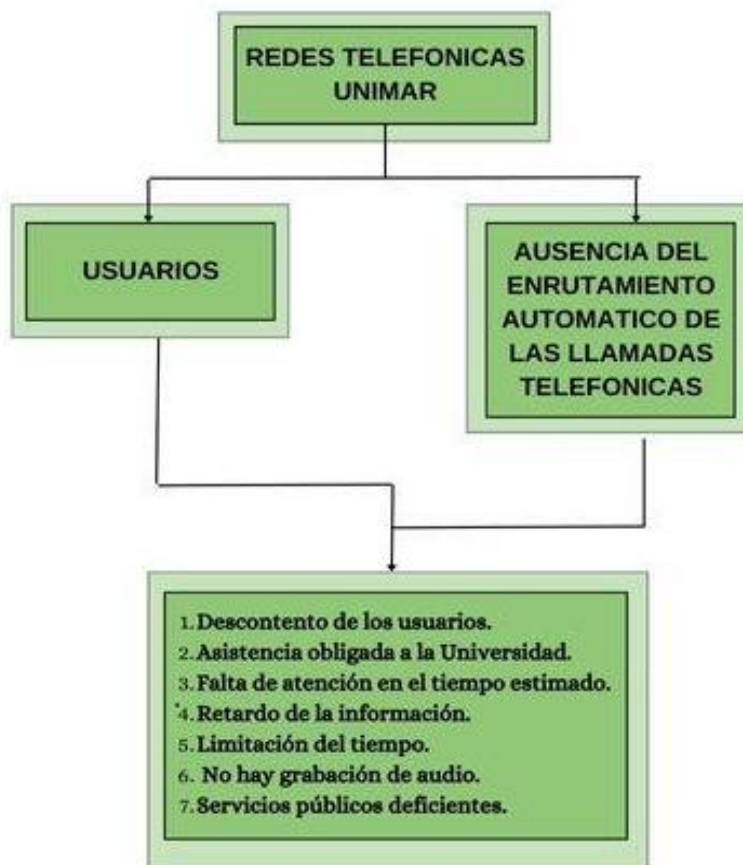 REDES TELEFONICAS
UNIMAR
USUARIOS
AUSENCIA DEL
ENRUTAMIENTO
AUTOMATICO DE
LAS LLAMADAS
TELEFONICAS
1. Descontento de los usuarios.
2. Asistencia obligada a la Universidad.
3. Falta de atención en el tiempo estimado.
4. Retardo de la información.
5. Limitación del tiempo.
6. No hay grabación de audio.
7. Servicios públicos deficientes.